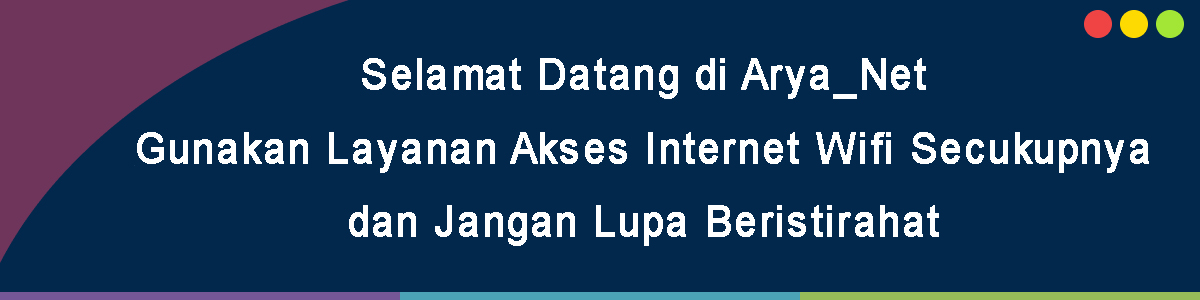 Selamat Datang di Arya_Net
Gunakan Layanan Akses Internet Wifi Secukupnya
dan Jangan Lupa Beristirahat